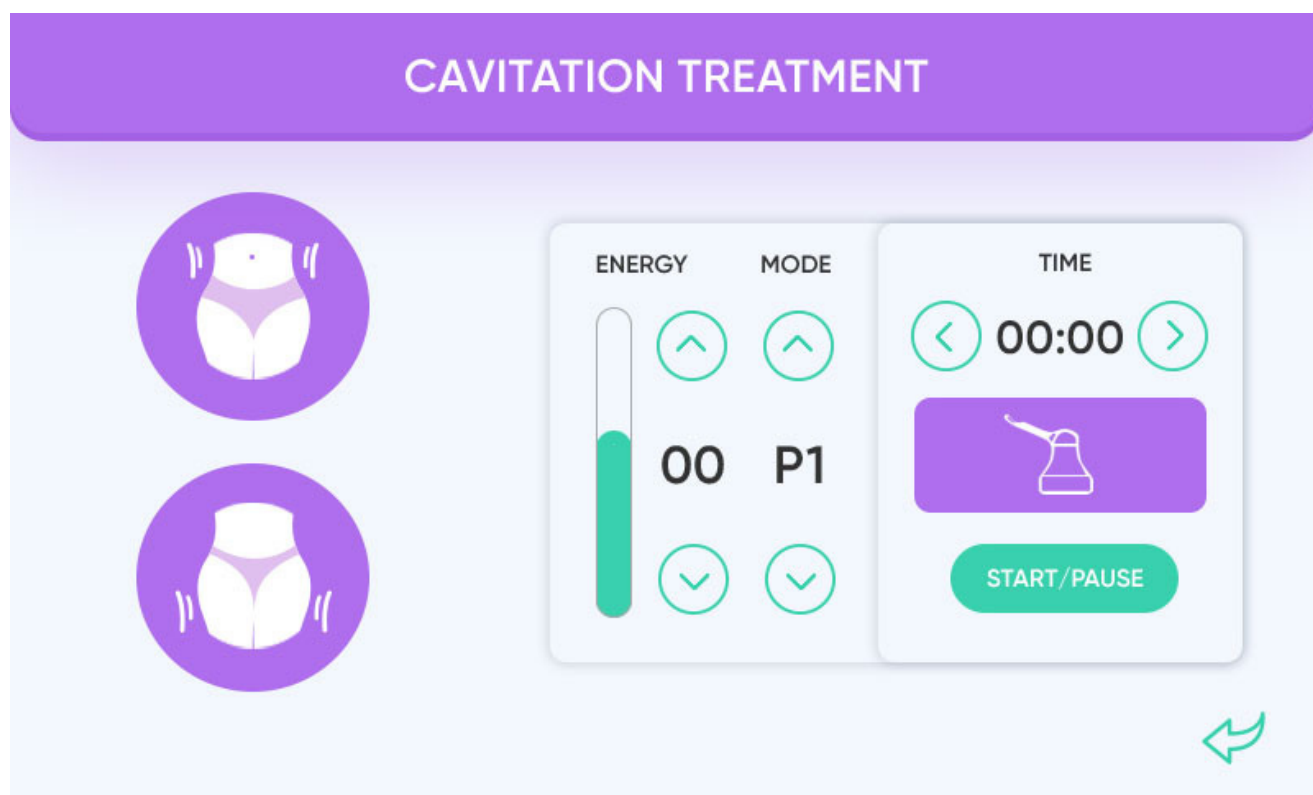 CAVITATION TREATMENT
ENERGY MODE
00 P1
TIME
00:00
START/PAUSE